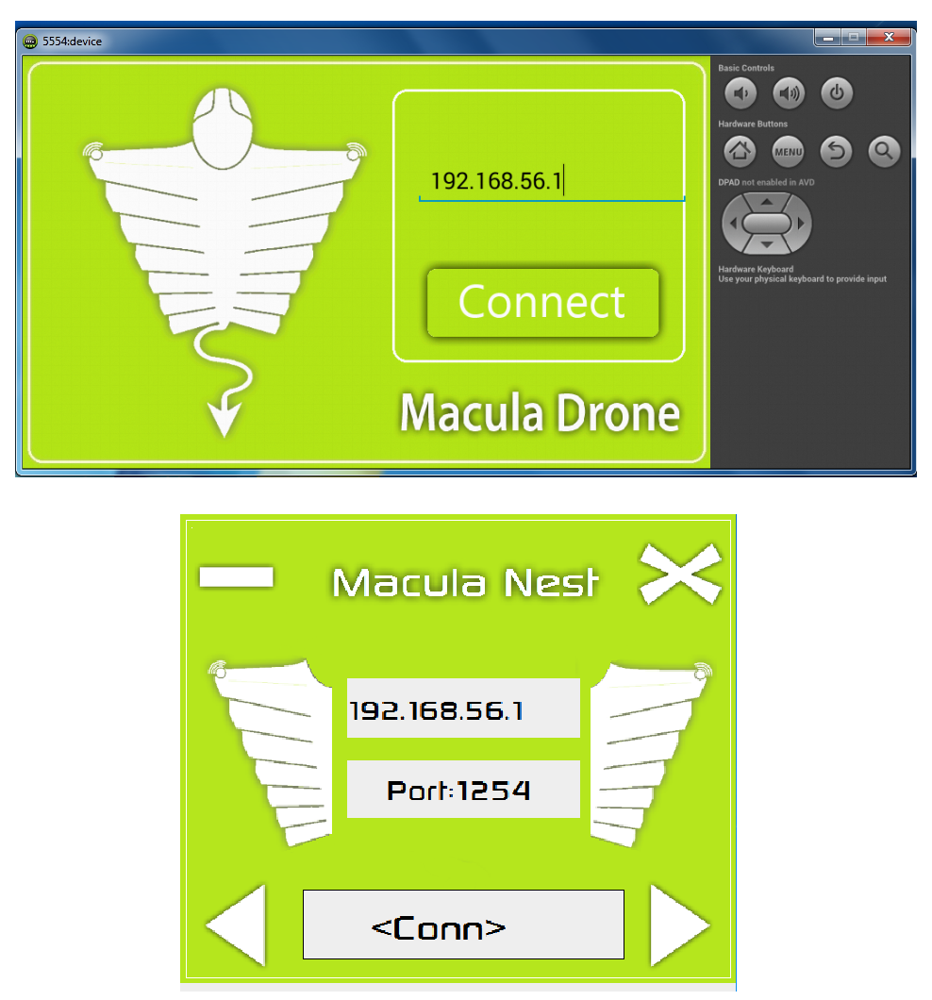 5554:device
Basic Controls
Hardware Buttons
MENU
DPAD not enabled in AVD
Hardware Keyboard
Use your physical keyboard to provide input
192.168.56.1
Connect
Macula Drone
Macula Nest
192.168.56.1
Port:1254
<Conn>